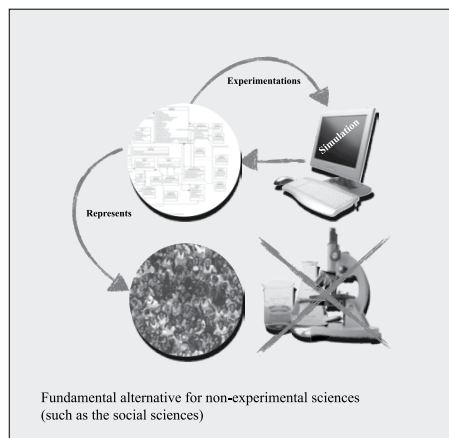 Experimentations
Simulation
Represents
Fundamental alternative for non-experimental sciences
(such as the social sciences)